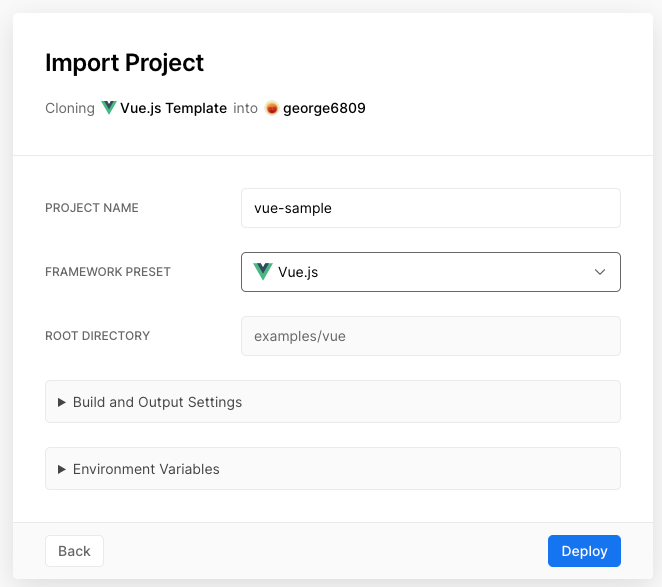 Import Project
Cloning Vue.js Template into george6809
PROJECT NAME vue-sample
FRAMEWORK PRESET Vue.js
ROOT DIRECTORY examples/vue
Build and Output Settings
Environment Variables
Back Deploy